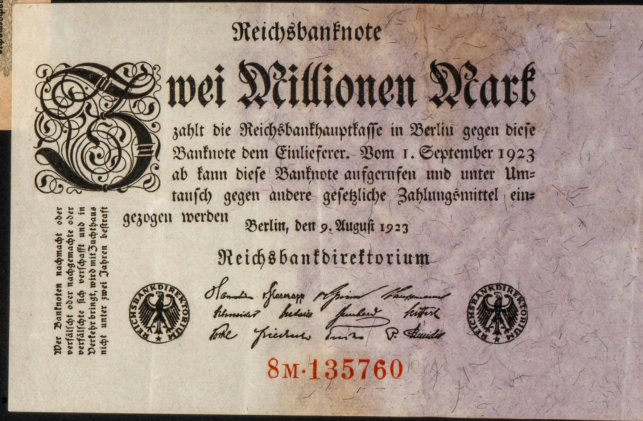 Reichsbanknote
Zwei Millionen Mark
zahlt die Reichsbankhauptkasse in Berlin gegen diese
Banknote dem Einlieferer. Vom 1. September 1923
ab kann diese Banknote aufgerufen und unter Um-
tausch gegen andere gesetzliche Zahlungsmittel ein-
gezogen werden
Berlin, den 9. August 1923
Reichsbankdirektorium
Wer Banknoten nachmacht oder
verfälscht oder nachgemachte oder
verfälschte sich verschafft und in
Verkehr bringt, wird mit Zuchthaus
nicht unter zwei Jahren bestraft
REICHSBANKDIREKTORIUM
REICHSBANKDIREKTORIUM
8M·135760